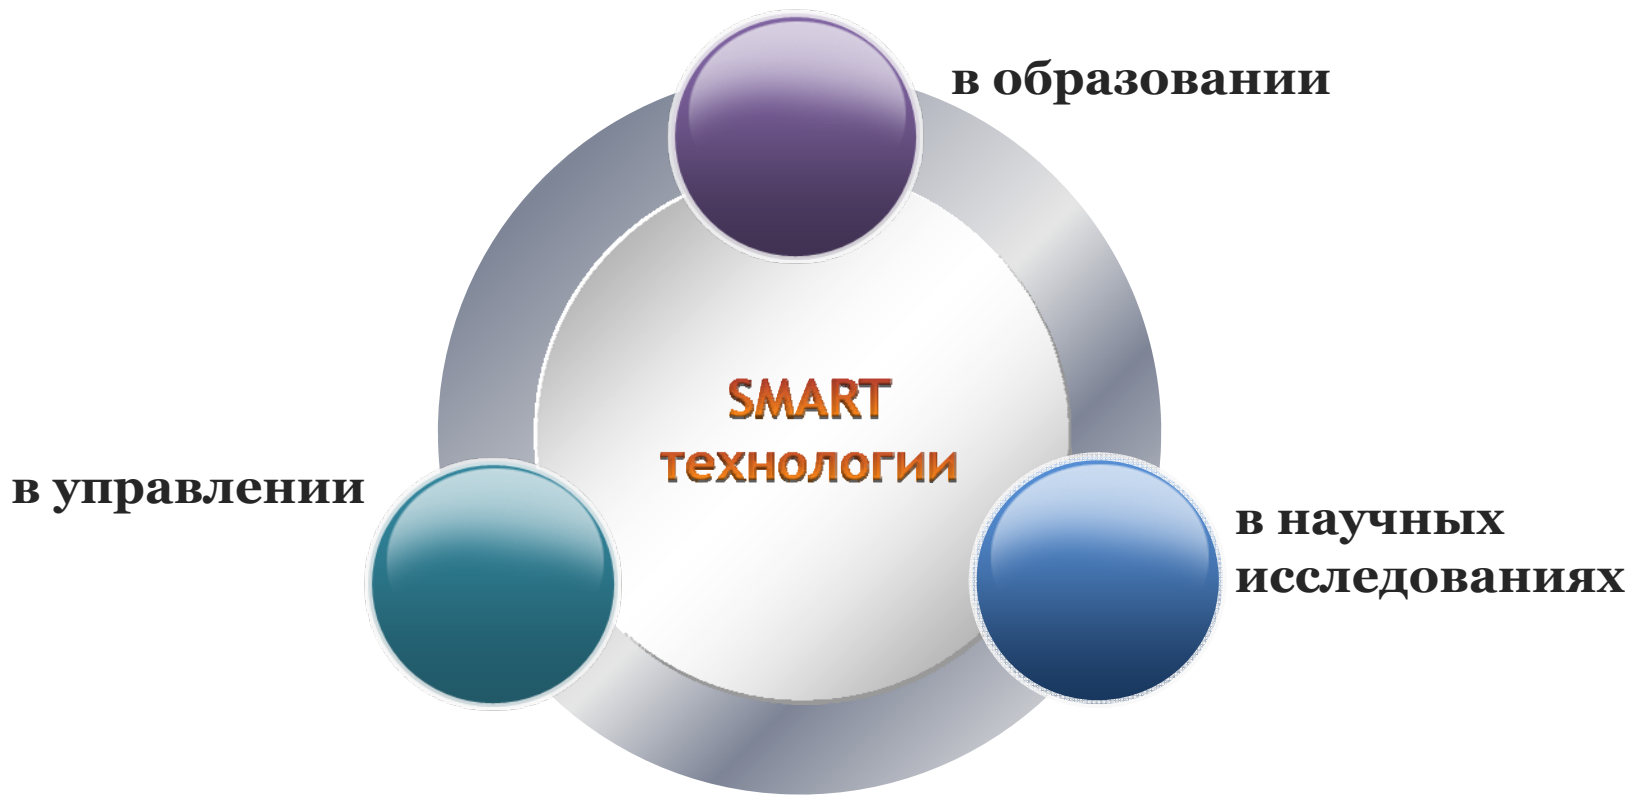 в образовании
SMART
технологии
в управлении
в научных
исследованиях